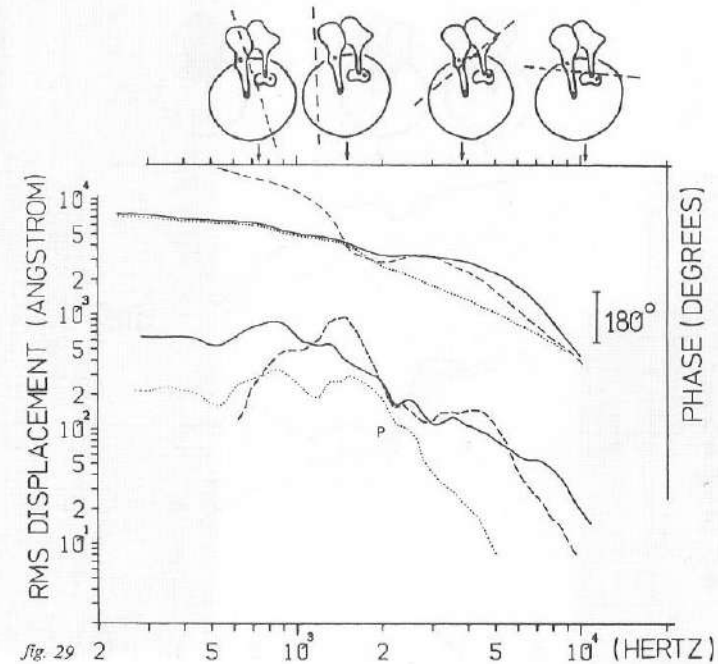 10⁴
5
2
10³
5
2
10²
5
2
10¹
RMS DISPLACEMENT (ANGSTROM)
180°
PHASE (DEGREES)
P
fig. 29
2 5 10³ 2 5 10⁴ (HERTZ)